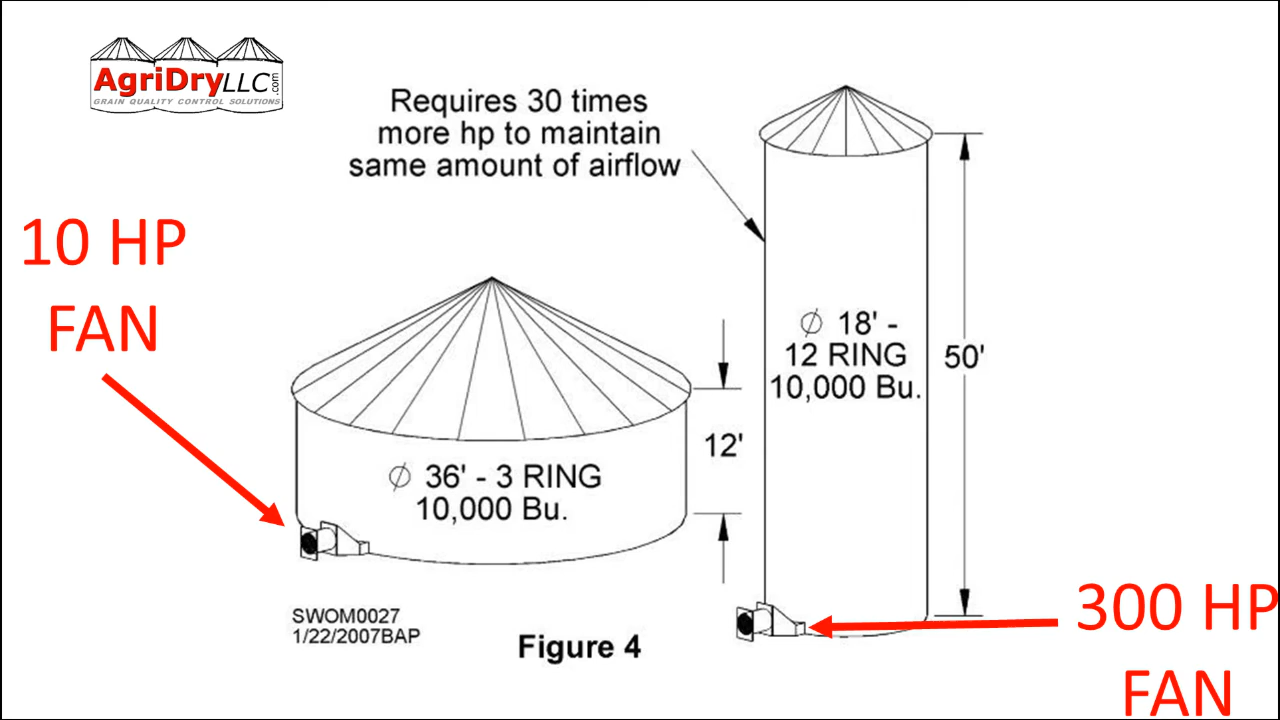 AgriDryLLC.com
GRAIN QUALITY CONTROL SOLUTIONS
Requires 30 times
more hp to maintain
same amount of airflow
10 HP
FAN
Ø 18' -
12 RING
10,000 Bu.
50'
12'
Ø 36' - 3 RING
10,000 Bu.
SWOM0027
1/22/2007BAP
Figure 4
300 HP
FAN